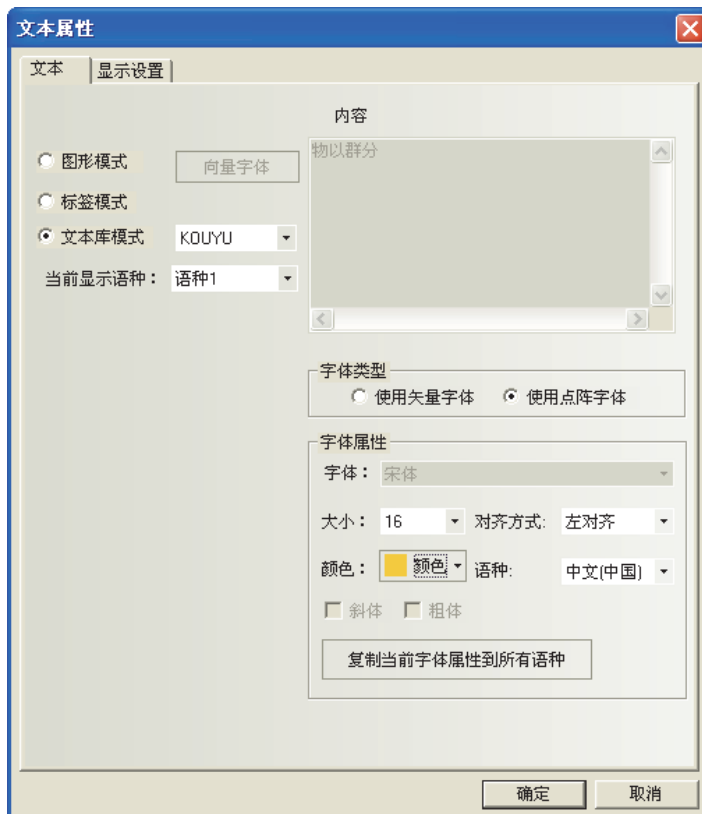 文本属性
文本 显示设置
内容
图形模式 向量字体
物以群分
标签模式
文本库模式 KOUYU
当前显示语种： 语种1
字体类型
使用矢量字体 使用点阵字体
字体属性
字体： 宋体
大小： 16 对齐方式: 左对齐
颜色： 颜色 语种: 中文(中国)
斜体 粗体
复制当前字体属性到所有语种
确定 取消